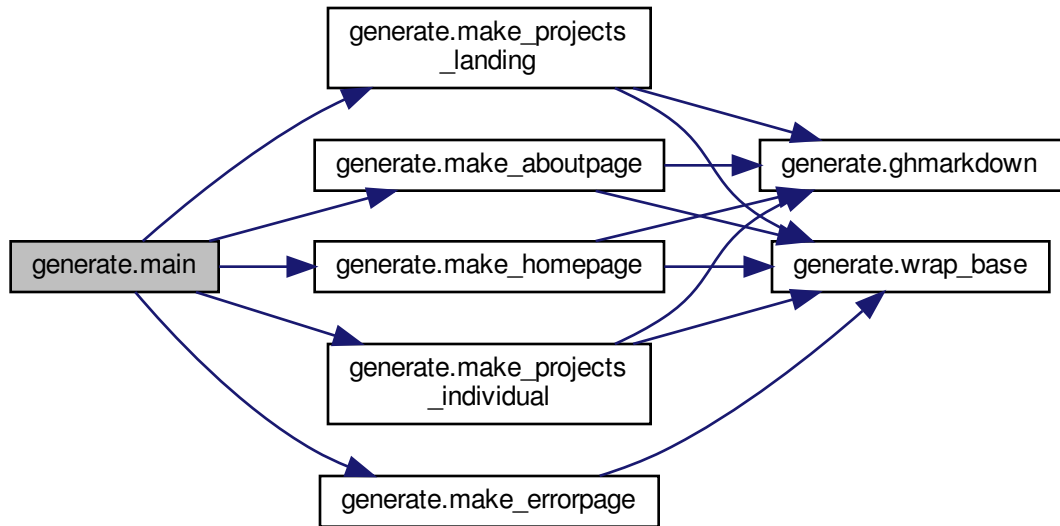 generate.make_projects
_landing
generate.make_aboutpage
generate.ghmarkdown
generate.main
generate.make_homepage
generate.wrap_base
generate.make_projects
_individual
generate.make_errorpage